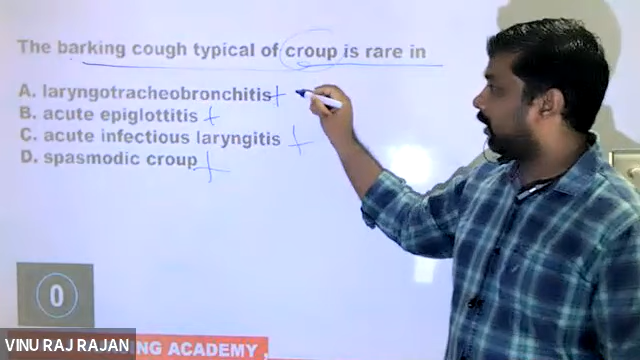 The barking cough typical of croup is rare in
A. laryngotracheobronchitis
B. acute epiglottitis
C. acute infectious laryngitis
D. spasmodic croup
0
VINU RAJ RAJAN
ING ACADEMY,